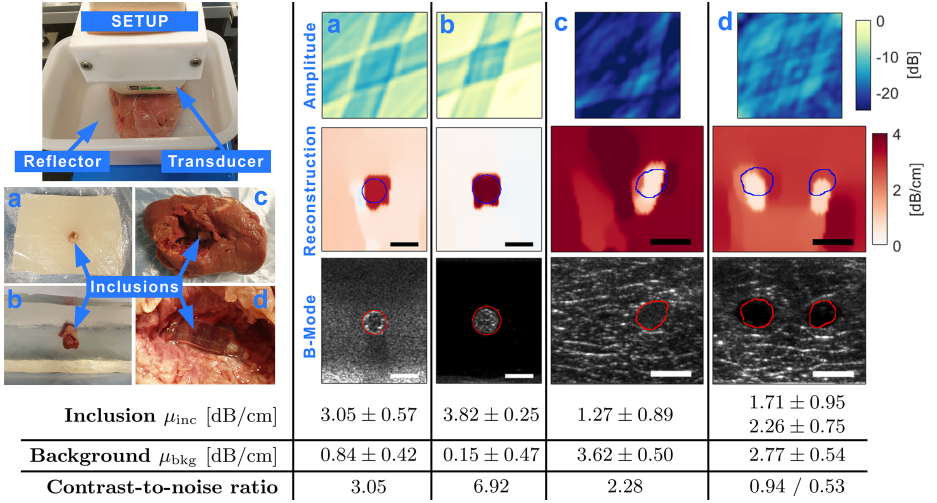 SETUP
Reflector
Transducer
a
c
Inclusions
b
d
a
b
c
d
Amplitude
0
-10
-20
[dB]
Reconstruction
4
2
0
[dB/cm]
B-Mode
Inclusion μinc [dB/cm]
3.05 ± 0.57
3.82 ± 0.25
1.27 ± 0.89
1.71 ± 0.95
2.26 ± 0.75
Background μbkg [dB/cm]
0.84 ± 0.42
0.15 ± 0.47
3.62 ± 0.50
2.77 ± 0.54
Contrast-to-noise ratio
3.05
6.92
2.28
0.94 / 0.53